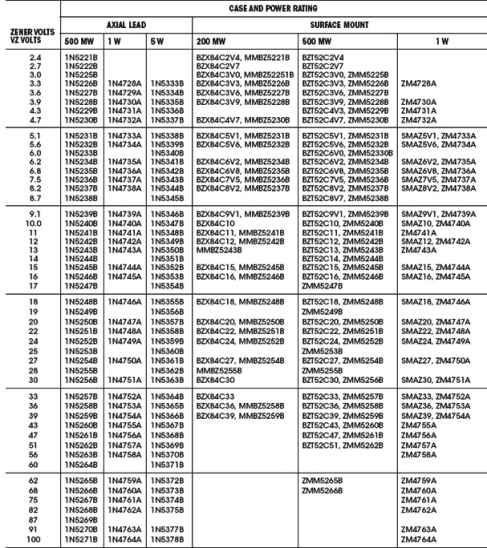 CASE AND POWER RATING
AXIAL LEAD SURFACE MOUNT
ZENER VOLTS
VZ VOLTS 500 MW 1 W 5 W 200 MW 500 MW 1 W
2.4 1N5221B BZX84C2V4, MMBZ5221B BZT52C2V4
2.7 1N5222B BZX84C2V7 BZT52C2V7
3.0 1N5225B BZX84C3V0, MMBZ52251B BZT52C3V0, ZMM5225B
3.3 1N5226B 1N4728A 1N5333B BZX84C3V3, MMBZ5226B BZT52C3V3, ZMM5226B ZM4728A
3.6 1N5227B 1N4729A 1N5334B BZX84C3V6, MMBZ5227B BZT52C3V6, ZMM5227B
3.9 1N5228B 1N4730A 1N5335B BZX84C3V9, MMBZ5228B BZT52C3V9, ZMM5228B ZM4730A
4.3 1N5229B 1N4731A 1N5336B BZT52C4V3, ZMM5229B ZM4731A
4.7 1N5230B 1N4732A 1N5337B BZX84C4V7, MMBZ5230B BZT52C4V7, ZMM5230B ZM4732A
5.1 1N5231B 1N4733A 1N5338B BZX84C5V1, MMBZ5231B BZT52C5V1, ZMM5231B SMAZ5V1, ZM4733A
5.6 1N5232B 1N4734A 1N5339B BZX84C5V6, MMBZ5232B BZT52C5V6, ZMM5232B SMAZ5V6, ZM4734A
6.0 1N5233B 1N5340B BZT52C6V0, ZMM52330B
6.2 1N5234B 1N4735A 1N5341B BZX84C6V2, MMBZ5234B BZT52C6V2, ZMM5234B SMAZ6V2, ZM4735A
6.8 1N5235B 1N4736A 1N5342B BZX84C6V8, MMBZ5235B BZT52C6V8, ZMM5235B SMAZ6V8, ZM4736A
7.5 1N5236B 1N4737A 1N5343B BZX84C7V5, MMBZ5236B BZT52C7V5, ZMM5236B SMAZ7V5, ZM4737A
8.2 1N5237B 1N4738A 1N5344B BZX84C8V2, MMBZ5237B BZT52C8V2, ZMM5237B SMAZ8V2, ZM4738A
8.7 1N5238B 1N5345B BZT52C8V7, ZMM5238B
9.1 1N5239B 1N4739A 1N5346B BZX84C9V1, MMBZ5239B BZT52C9V1, ZMM5239B SMAZ9V1, ZM4739A
10.0 1N5240B 1N4740A 1N5347B BZX84C10 BZT52C10, ZMM5240B SMAZ10, ZM4740A
11 1N5241B 1N4741A 1N5348B BZX84C11, MMBZ5241B BZT52C11, ZMM5241B ZM4741A
12 1N5242B 1N4742A 1N5349B BZX84C12, MMBZ5242B BZT52C12, ZMM5242B SMAZ12, ZM4742A
13 1N5243B 1N4743A 1N5350B MMBZ5243B BZT52C13, ZMM5243B ZM4743A
14 1N5244B 1N5351B BZT52C14, ZMM5244B
15 1N5245B 1N4744A 1N5352B BZX84C15, MMBZ5245B BZT52C15, ZMM5245B SMAZ15, ZM4744A
16 1N5246B 1N4745A 1N5353B BZX84C16, MMBZ5246B BZT52C16, ZMM5246B SMAZ16, ZM4745A
17 1N5247B 1N5354B ZMM5247B
18 1N5248B 1N4746A 1N5355B BZX84C18, MMBZ5248B BZT52C18, ZMM5248B SMAZ18, ZM4746A
19 1N5249B 1N5356B ZMM5249B
20 1N5250B 1N4747A 1N5357B BZX84C20, MMBZ5250B BZT52C20, ZMM5250B SMAZ20, ZM4747A
22 1N5251B 1N4748A 1N5358B BZX84C22, MMBZ5251B BZT52C22, ZMM5251B SMAZ22, ZM4748A
24 1N5252B 1N4749A 1N5359B BZX84C24, MMBZ5252B BZT52C24, ZMM5252B SMAZ24, ZM4749A
25 1N5253B 1N5360B ZMM5253B
27 1N5254B 1N4750A 1N5361B BZX84C27, MMBZ5254B BZT52C27, ZMM5254B SMAZ27, ZM4750A
28 1N5255B 1N5362B MMBZ5255B ZMM5255B
30 1N5256B 1N4751A 1N5363B BZX84C30 BZT52C30, ZMM5256B SMAZ30, ZM4751A
33 1N5257B 1N4752A 1N5364B BZX84C33 BZT52C33, ZMM5257B SMAZ33, ZM4752A
36 1N5258B 1N4753A 1N5365B BZX84C36, MMBZ5258B BZT52C36, ZMM5258B SMAZ36, ZM4753A
39 1N5259B 1N4754A 1N5366B BZX84C39, MMBZ5259B BZT52C39, ZMM5259B SMAZ39, ZM4754A
43 1N5260B 1N4755A 1N5367B BZT52C43, ZMM5260B ZM4755A
47 1N5261B 1N4756A 1N5368B BZT52C47, ZMM5261B ZM4756A
51 1N5262B 1N4757A 1N5369B BZT52C51, ZMM5262B ZM4757A
56 1N5263B 1N4758A 1N5370B ZM4758A
60 1N5264B 1N5371B
62 1N5265B 1N4759A 1N5372B ZMM5265B ZM4759A
68 1N5266B 1N4760A 1N5373B ZMM5266B ZM4760A
75 1N5267B 1N4761A 1N5374B ZM4761A
82 1N5268B 1N4762A 1N5375B ZM4762A
87 1N5269B
91 1N5270B 1N4763A 1N5377B ZM4763A
100 1N5271B 1N4764A 1N5378B ZM4764A